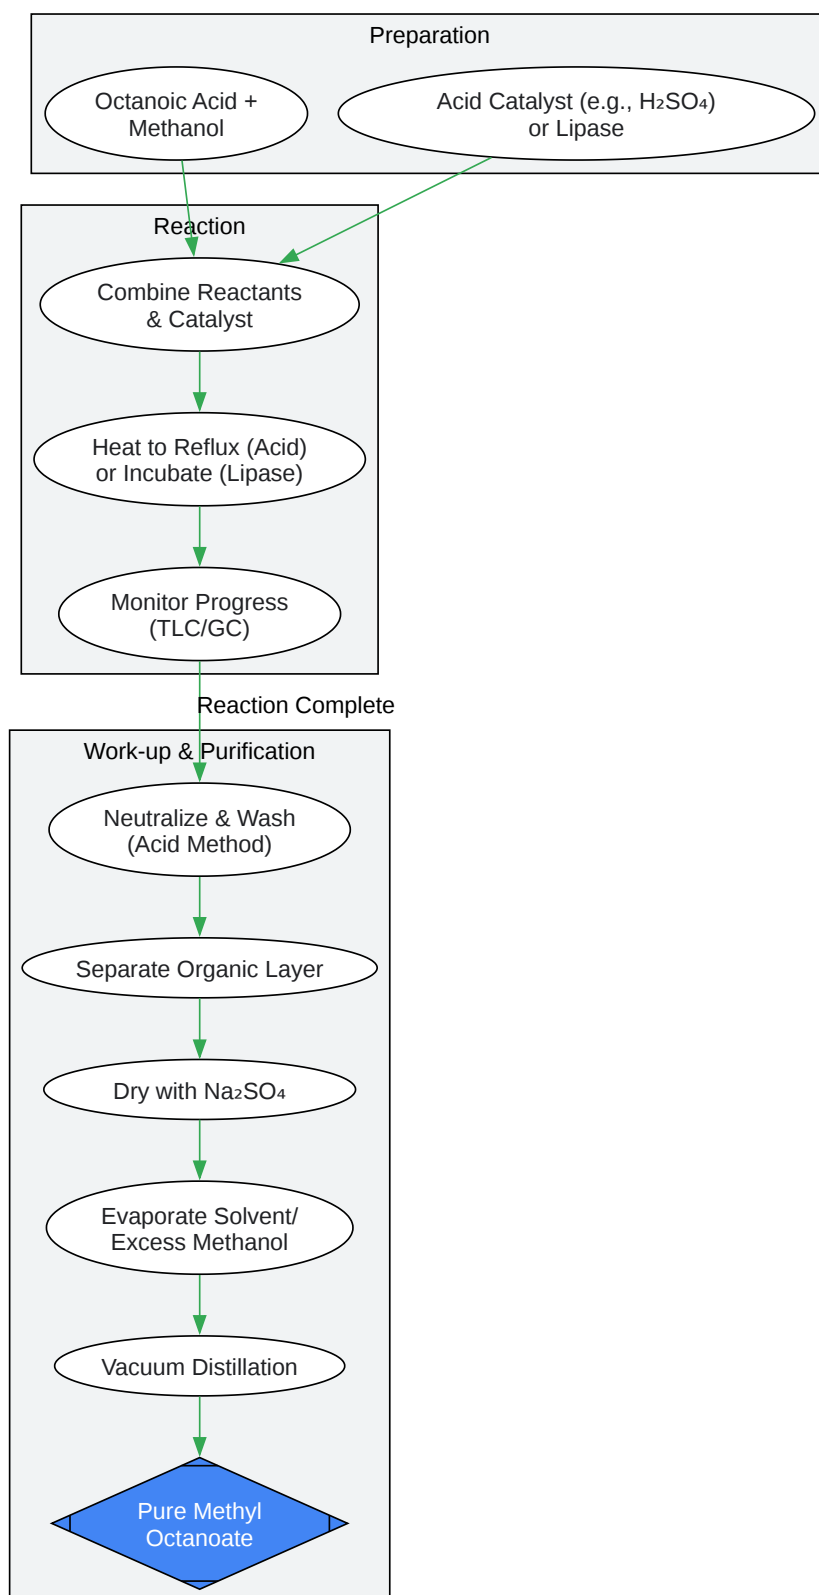 Preparation
Octanoic Acid +
Methanol
Acid Catalyst (e.g., H₂SO₄)
or Lipase
Reaction
Combine Reactants
& Catalyst
Heat to Reflux (Acid)
or Incubate (Lipase)
Monitor Progress
(TLC/GC)
Reaction Complete
Work-up & Purification
Neutralize & Wash
(Acid Method)
Separate Organic Layer
Dry with Na₂SO₄
Evaporate Solvent/
Excess Methanol
Vacuum Distillation
Pure Methyl
Octanoate